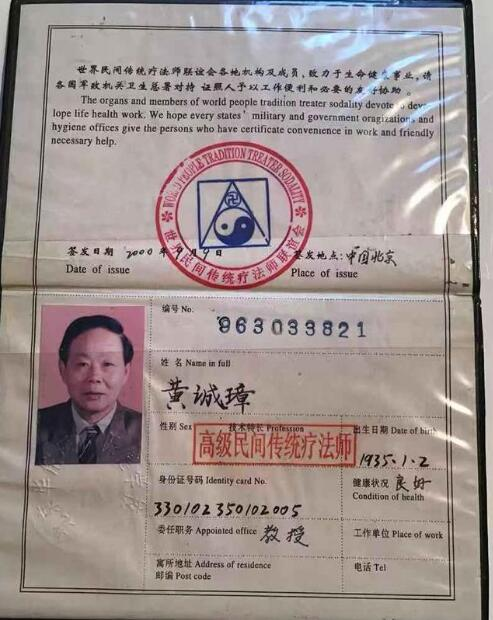 世界民间传统疗法师联谊会各地机构及成员，致力于生命健康事业，请
各国军政机关卫生总署对持 证照人予以工作便利和必要的友好协助。
The organs and members of world people tradition treater sodality devote to deve
lope life health work. We hope every states' military and government oragizations and
hygiene offices give the persons who have certificate convenience in work and friendly
necessary help.
WORLD PEOPLE TRADITION TREATER SODALITY
卍
世界民间传统疗法师联谊会
签发日期 2000年9月9日 签发地点：中国北京
Date of issue Place of issue
编号 No. 963033821
姓 名 Name in full
黄诚璋
性别 Sex 技术特长 Profession 出生日期 Date of birth
高级民间传统疗法师 1935.1.2
身份证号码 Identity card No. 健康状况 良好
330102350102005 Condition of health
委任职务 Appointed office 教授 工作单位 Place of work
寓所地址 Address of residence 电话 Tel
邮编 Post code